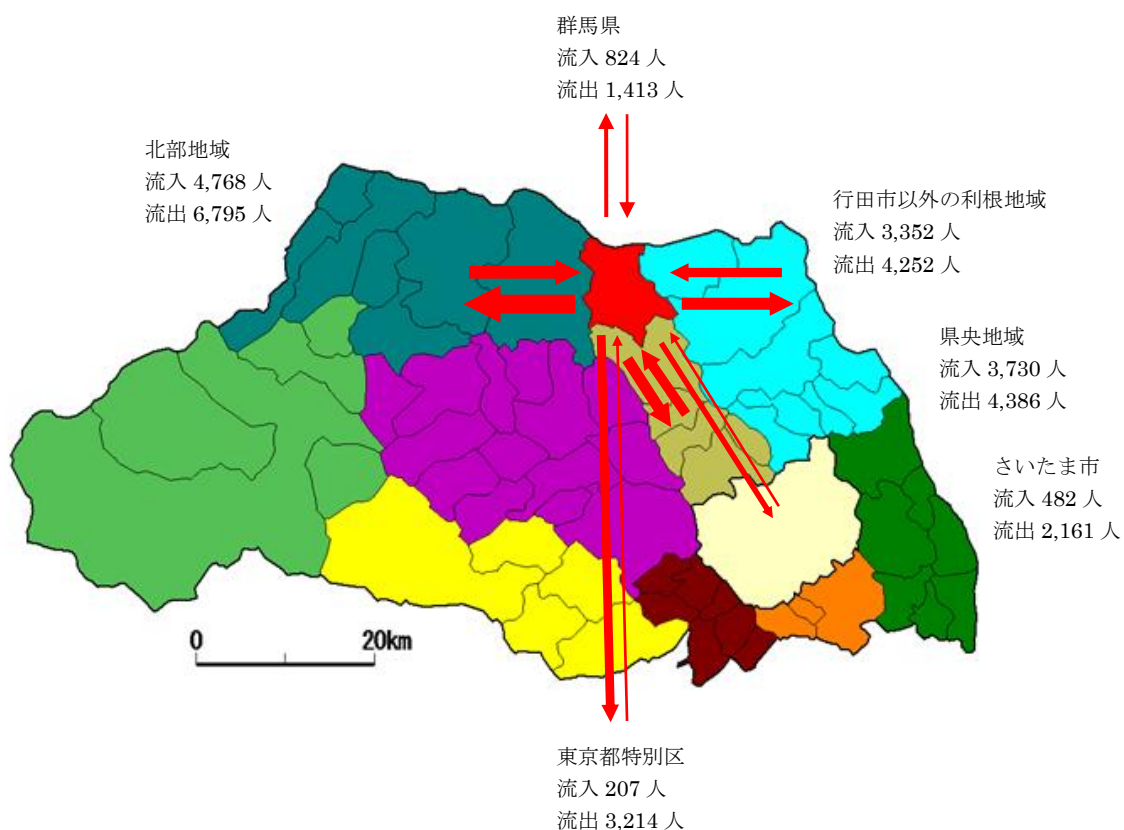 群馬県
流入 824 人
流出 1,413 人
北部地域
流入 4,768 人
流出 6,795 人
行田市以外の利根地域
流入 3,352 人
流出 4,252 人
県央地域
流入 3,730 人
流出 4,386 人
さいたま市
流入 482 人
流出 2,161 人
0 20km
東京都特別区
流入 207 人
流出 3,214 人